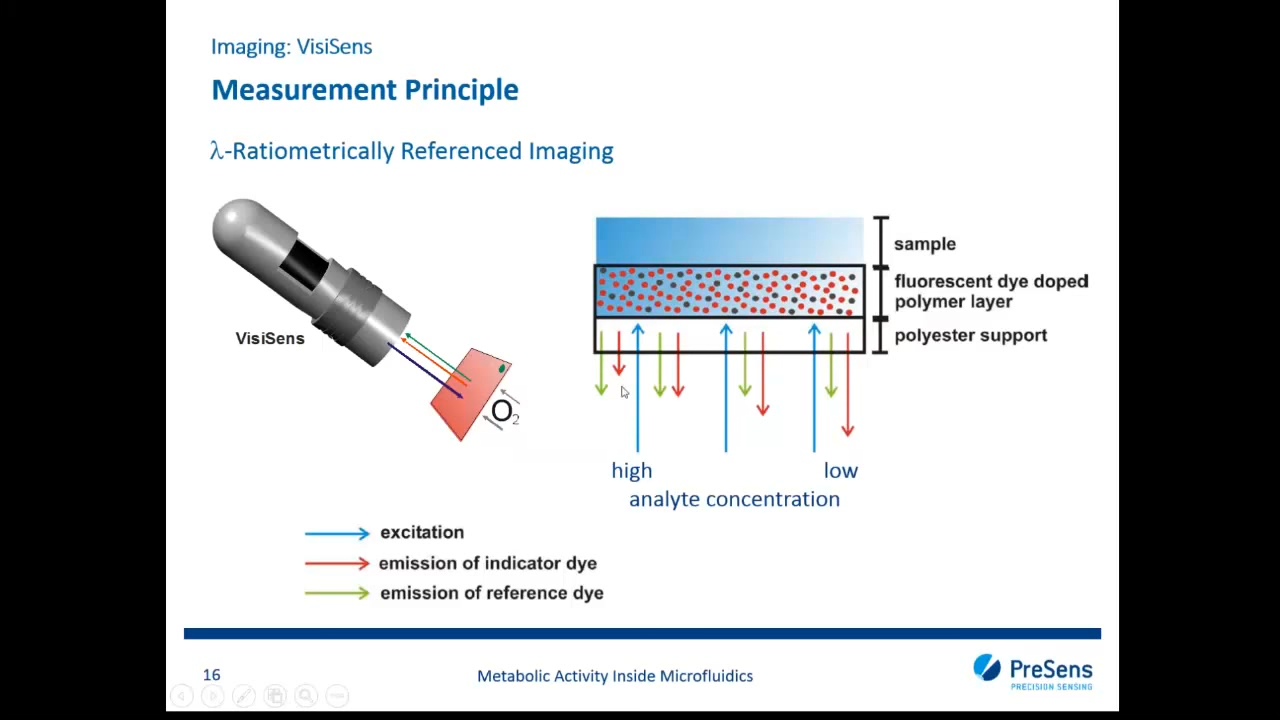 Imaging: VisiSens
Measurement Principle
λ-Ratiometrically Referenced Imaging
VisiSens
O2
sample
fluorescent dye doped
polymer layer
polyester support
high
low
analyte concentration
excitation
emission of indicator dye
emission of reference dye
16
Metabolic Activity Inside Microfluidics
PreSens
PRECISION SENSING